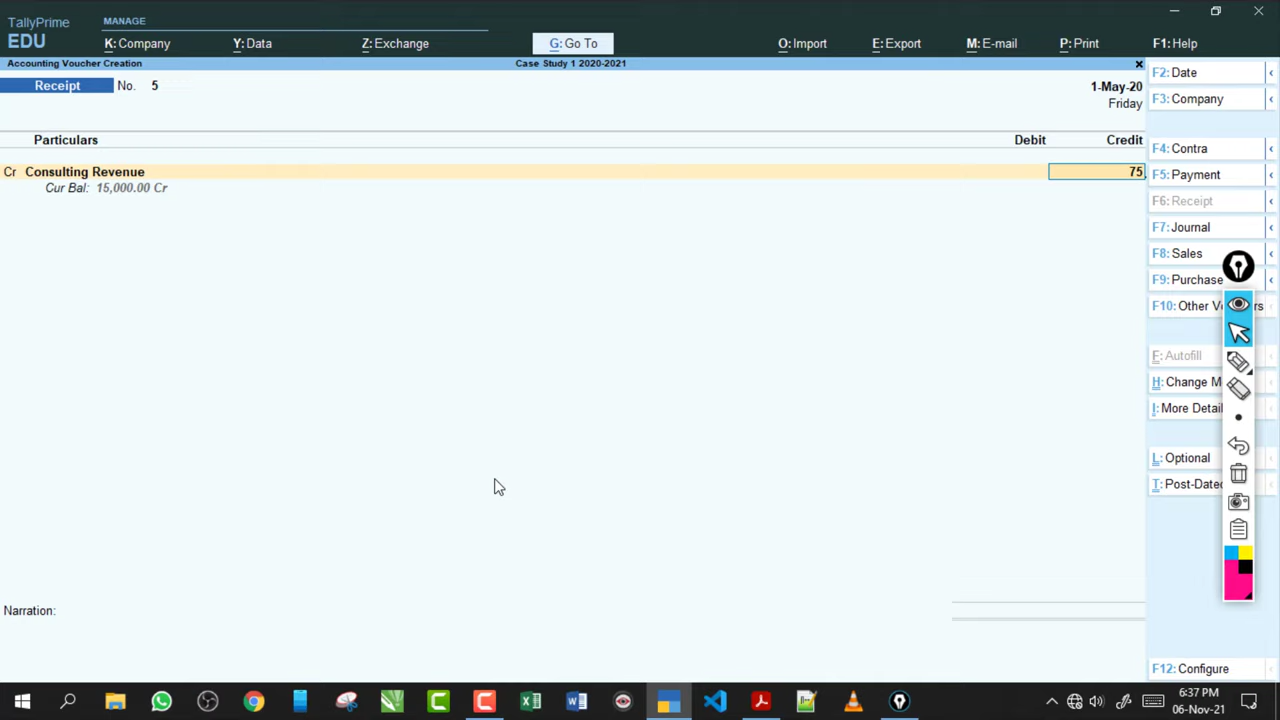 TallyPrime
EDU
MANAGE
K: Company
Y: Data
Z: Exchange
G: Go To
O: Import
E: Export
M: E-mail
P: Print
F1: Help
Accounting Voucher Creation
Case Study 1 2020-2021
Receipt No. 5
1-May-20
Friday
Particulars Debit Credit
Cr Consulting Revenue 75
Cur Bal: 15,000.00 Cr
Narration:
F2: Date
F3: Company
F4: Contra
F5: Payment
F6: Receipt
F7: Journal
F8: Sales
F9: Purchase
F10: Other V rs
F: Autofill
H: Change M
I: More Detai
L: Optional
T: Post-Date
F12: Configure
6:37 PM
06-Nov-21